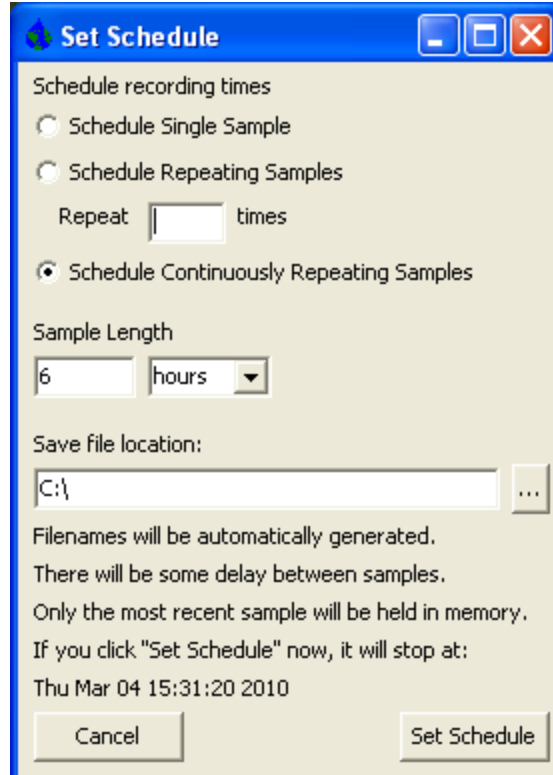 Set Schedule
Schedule recording times
Schedule Single Sample
Schedule Repeating Samples
Repeat times
Schedule Continuously Repeating Samples
Sample Length
6 hours
Save file location:
C:\ ...
Filenames will be automatically generated.
There will be some delay between samples.
Only the most recent sample will be held in memory.
If you click "Set Schedule" now, it will stop at:
Thu Mar 04 15:31:20 2010
Cancel Set Schedule